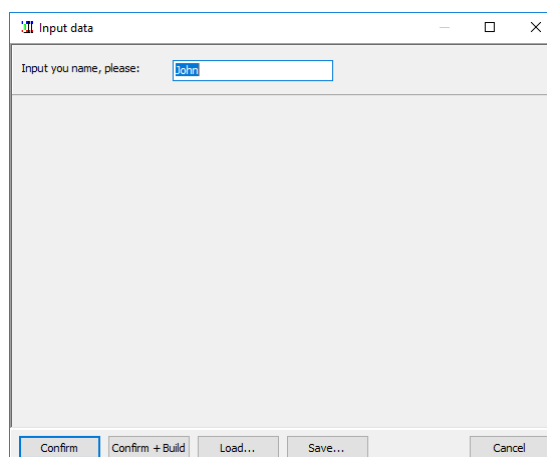 Input data
Input you name, please: John
Confirm Confirm + Build Load... Save... Cancel